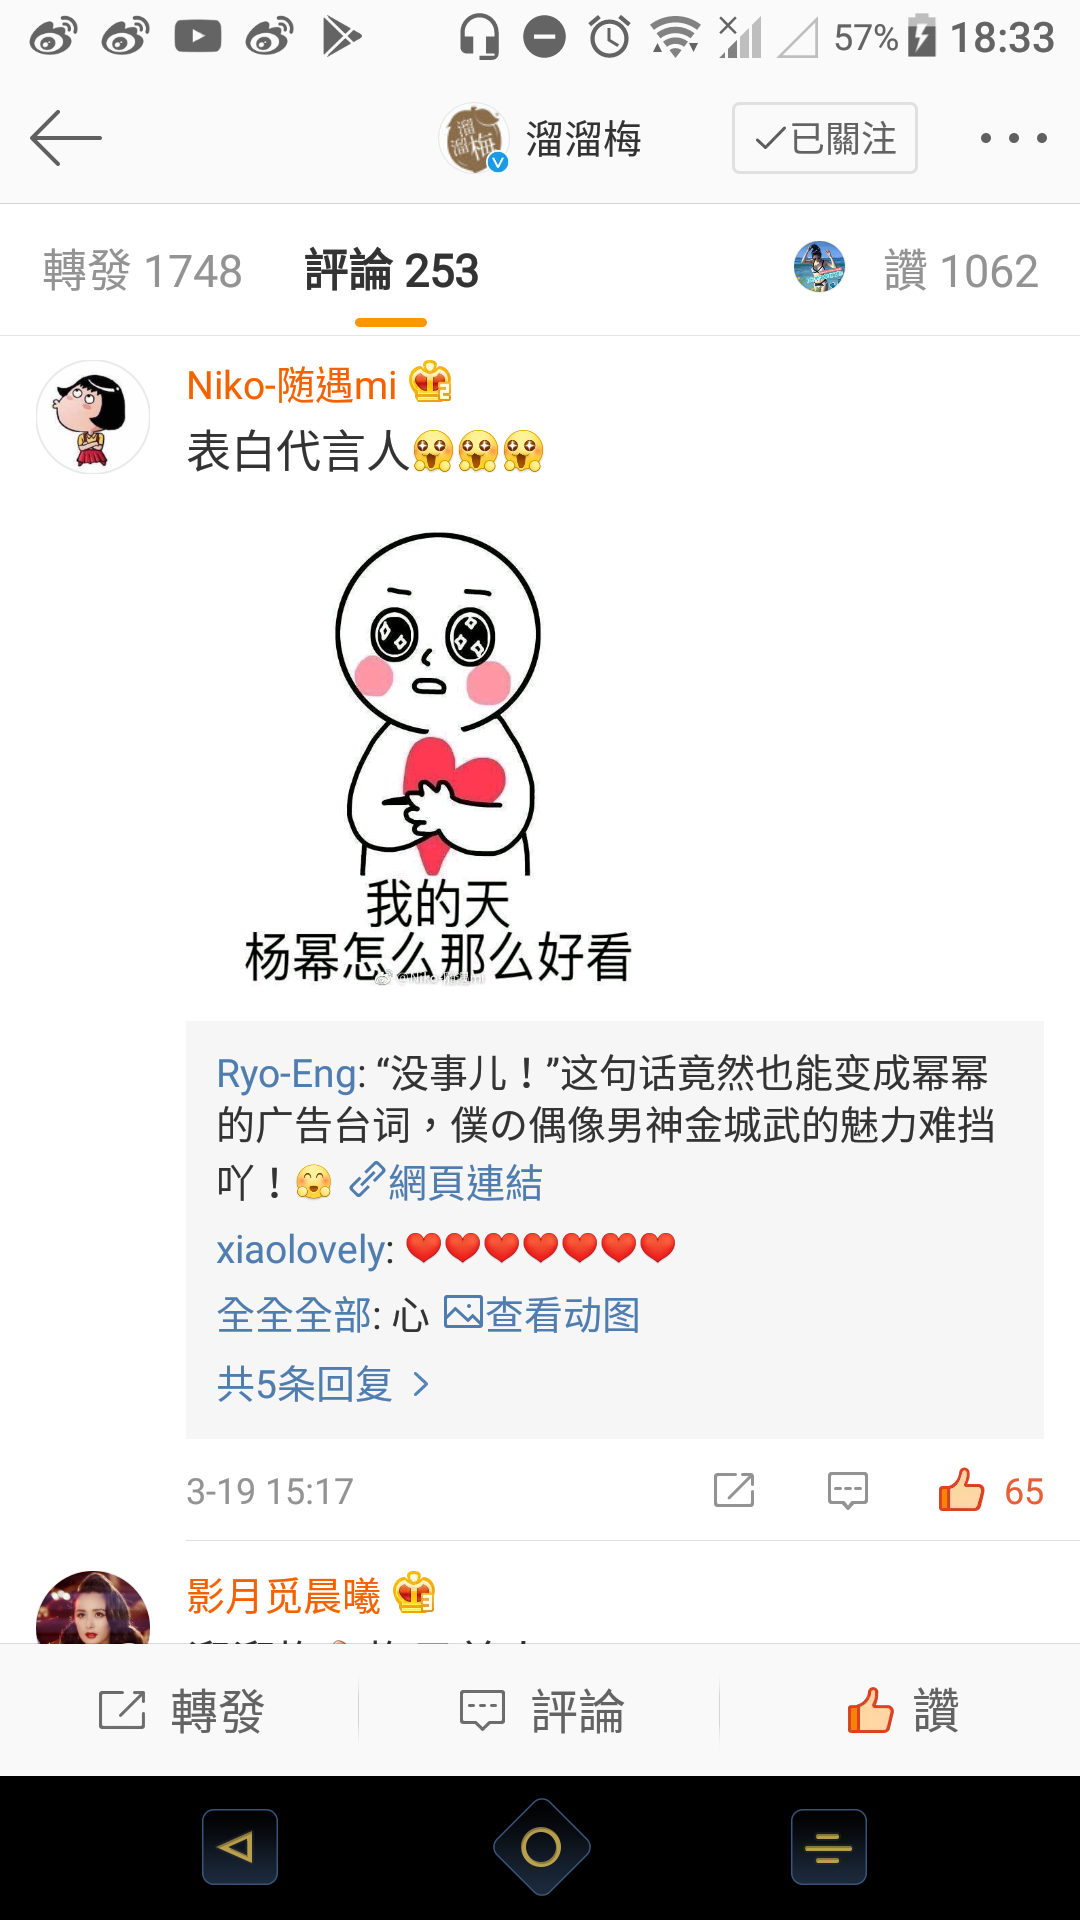 57% 18:33
溜溜梅
已關注
轉發 1748 評論 253 讚 1062
Niko-随遇mi
表白代言人
我的天
杨幂怎么那么好看
Ryo-Eng: “没事儿！”这句话竟然也能变成幂幂
的广告台词，僕の偶像男神金城武的魅力难挡
吖！ 網頁連結
xiaolovely: ❤❤❤❤❤❤❤
全全全部: 心 查看动图
共5条回复 >
3-19 15:17 65
影月觅晨曦
轉發 評論 讚